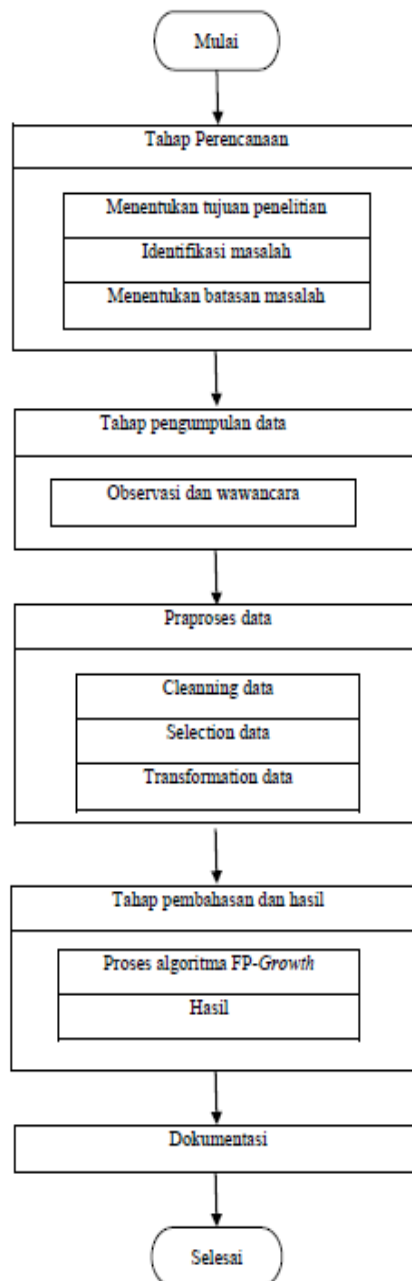 Mulai
Tahap Perencanaan
Menentukan tujuan penelitian
Identifikasi masalah
Menentukan batasan masalah
Tahap pengumpulan data
Observasi dan wawancara
Praproses data
Cleanning data
Selection data
Transformation data
Tahap pembahasan dan hasil
Proses algoritma FP-Growth
Hasil
Dokumentasi
Selesai